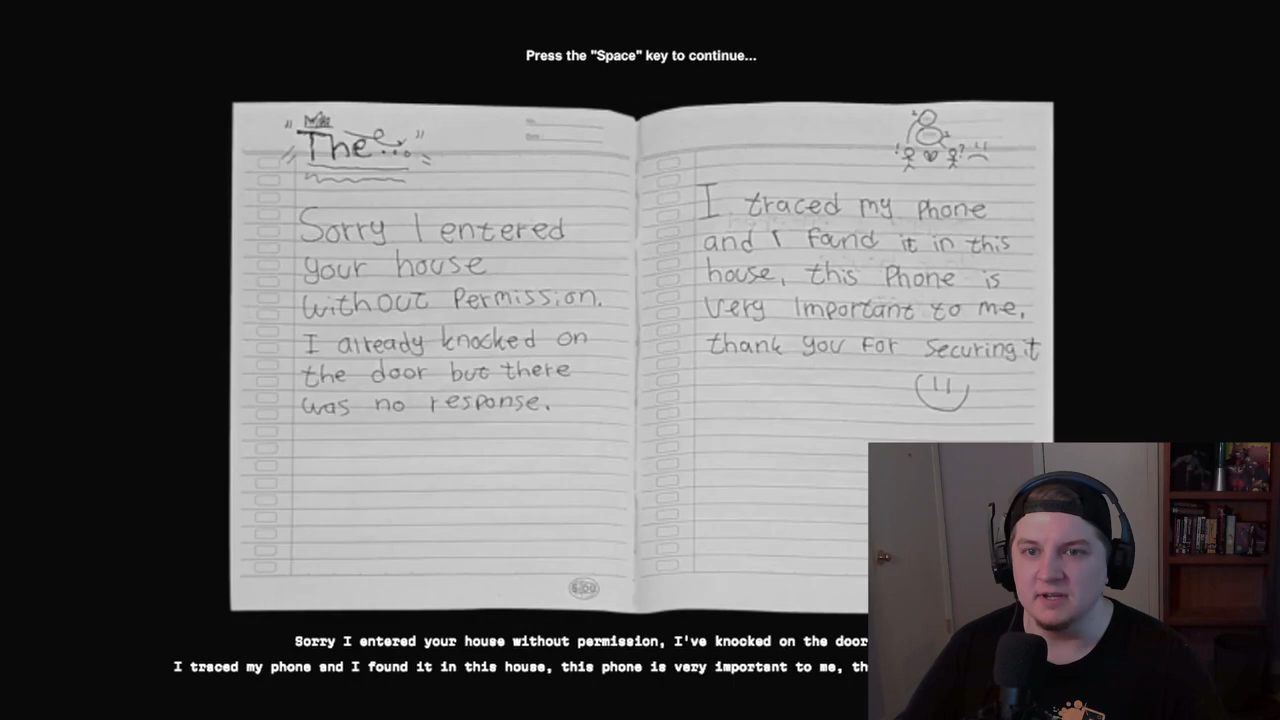 Press the "Space" key to continue...
"The..."
Sorry I entered
your house
without Permission.
I already knocked on
the door but there
was no response.
I traced my phone
and I fand it in this
house, this Phone is
very important to me,
thank you for securing it
Sorry I entered your house without permission, I've knocked on the door
I traced my phone and I found it in this house, this phone is very important to me, th